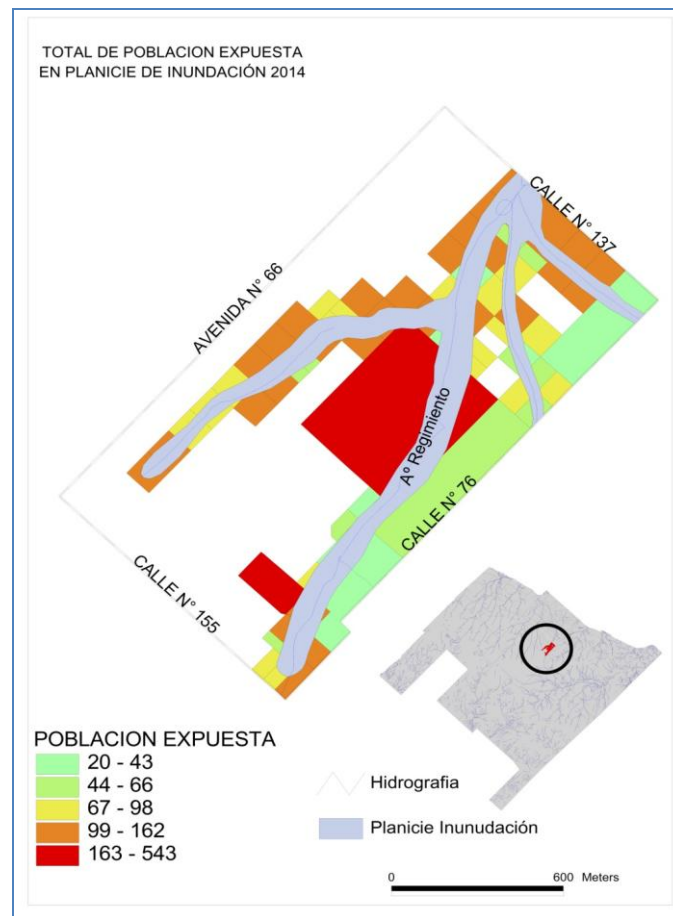 TOTAL DE POBLACION EXPUESTA
EN PLANICIE DE INUNDACIÓN 2014
CALLE N° 137
AVENIDA N° 66
Aº Regimiento
CALLE N° 76
CALLE N° 155
POBLACION EXPUESTA
20 - 43
44 - 66
67 - 98
99 - 162
163 - 543
Hidrografia
Planicie Inunudación
0 600 Meters